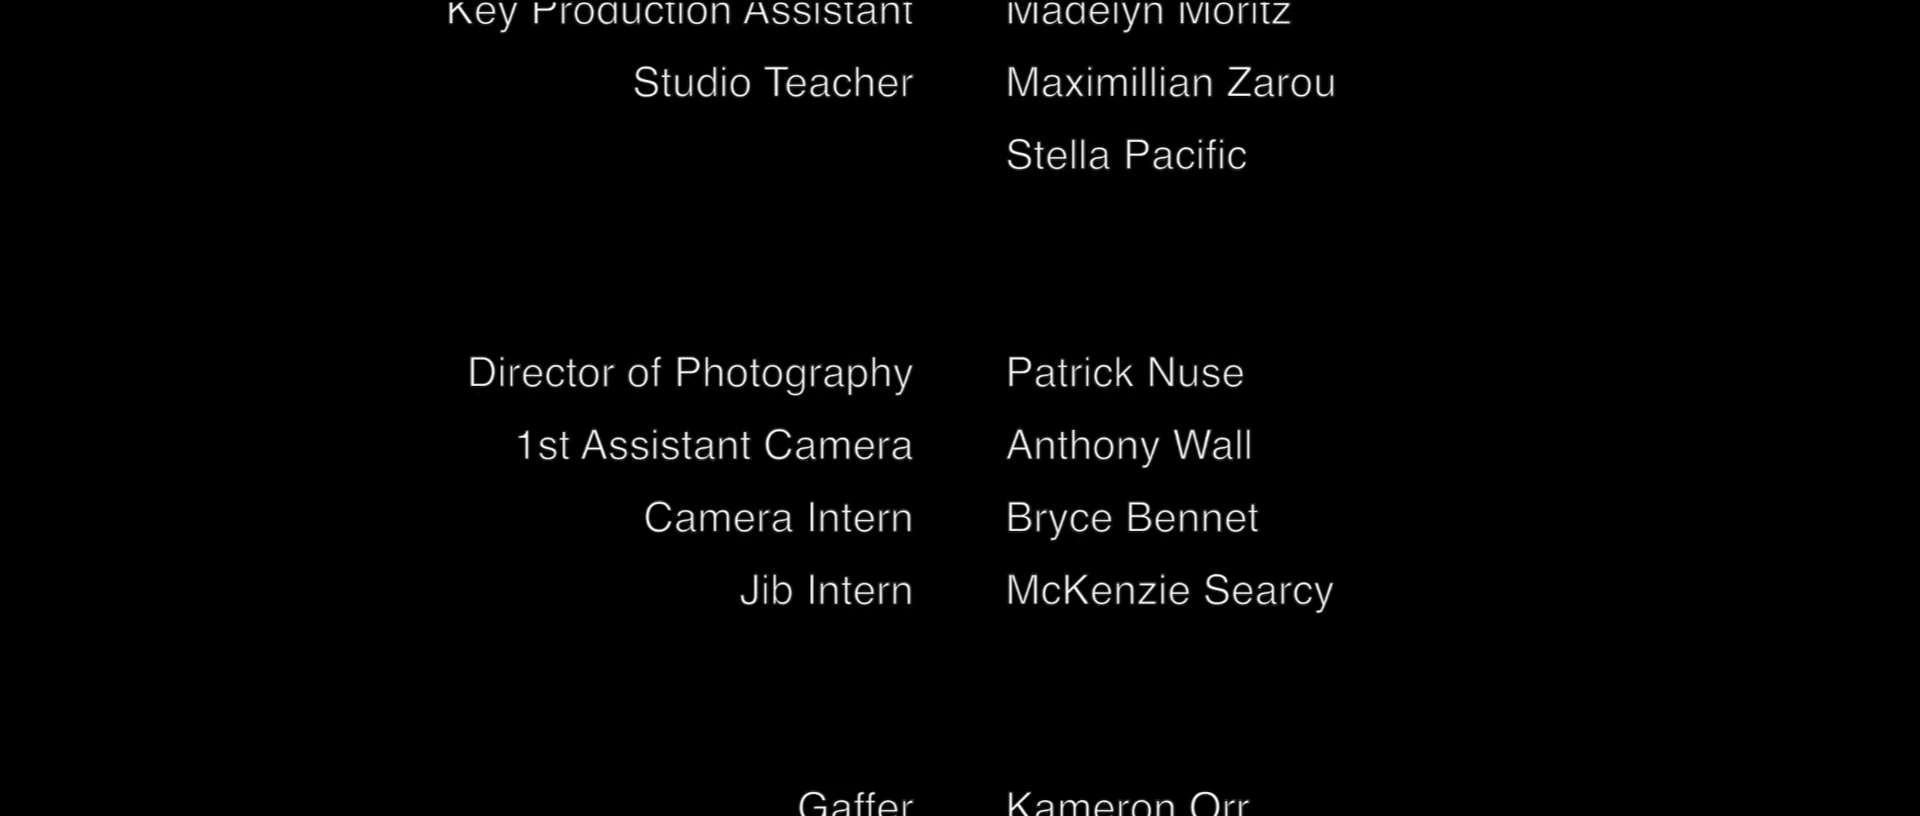 Key Production Assistant Madelyn Moritz
Studio Teacher Maximillian Zarou
Stella Pacific
Director of Photography Patrick Nuse
1st Assistant Camera Anthony Wall
Camera Intern Bryce Bennet
Jib Intern McKenzie Searcy
Gaffer Kameron Orr